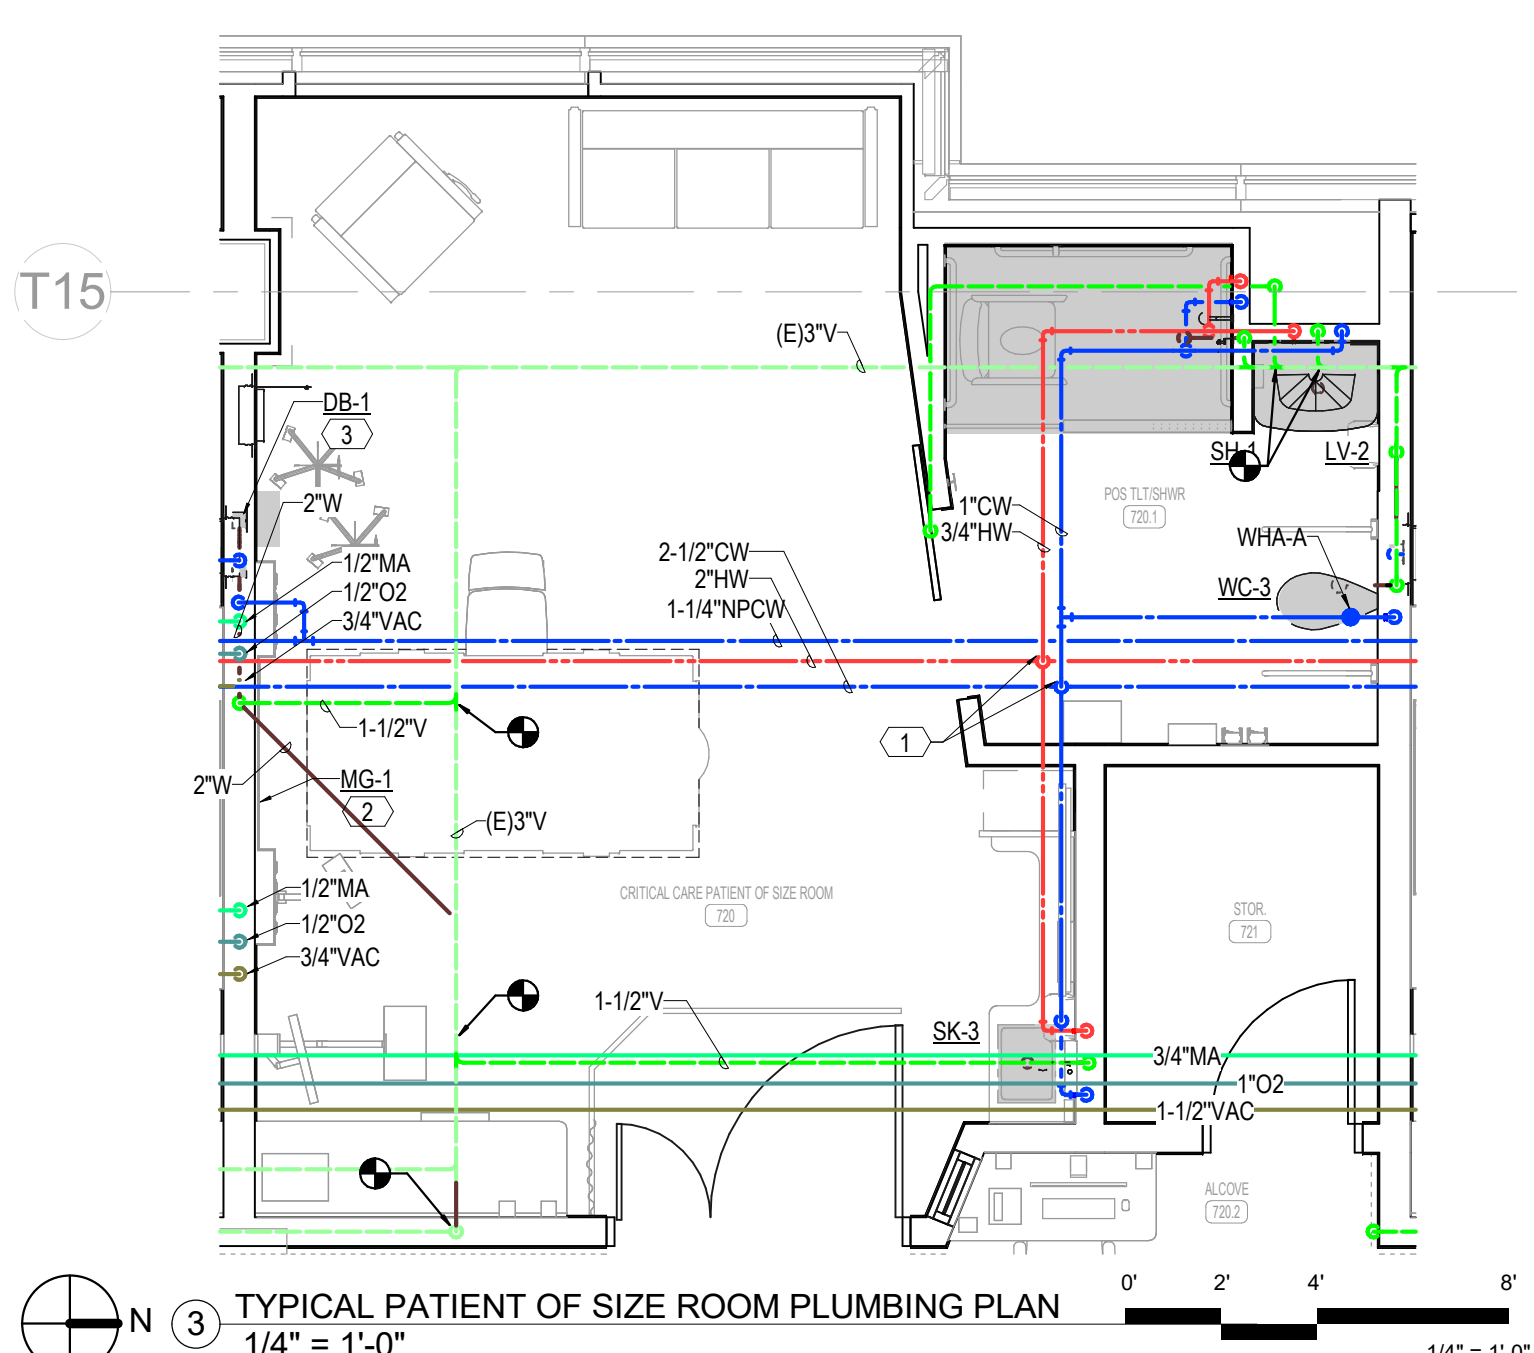 T15
(E)3"V
DB-1
3
2"W
SH-1
LV-2
POS TLT/SHWR
720.1
1"CW
3/4"HW
WHA-A
2-1/2"CW
2"HW
1-1/4"NPCW
WC-3
1/2"MA
1/2"O2
3/4"VAC
1-1/2"V
1
2"W
MG-1
2
(E)3"V
CRITICAL CARE PATIENT OF SIZE ROOM
720
STOR.
721
1/2"MA
1/2"O2
3/4"VAC
1-1/2"V
SK-3
3/4"MA
1"O2
1-1/2"VAC
ALCOVE
720.2
N
3
TYPICAL PATIENT OF SIZE ROOM PLUMBING PLAN
1/4" = 1'-0"
0' 2' 4' 8'
1/4" = 1'-0"